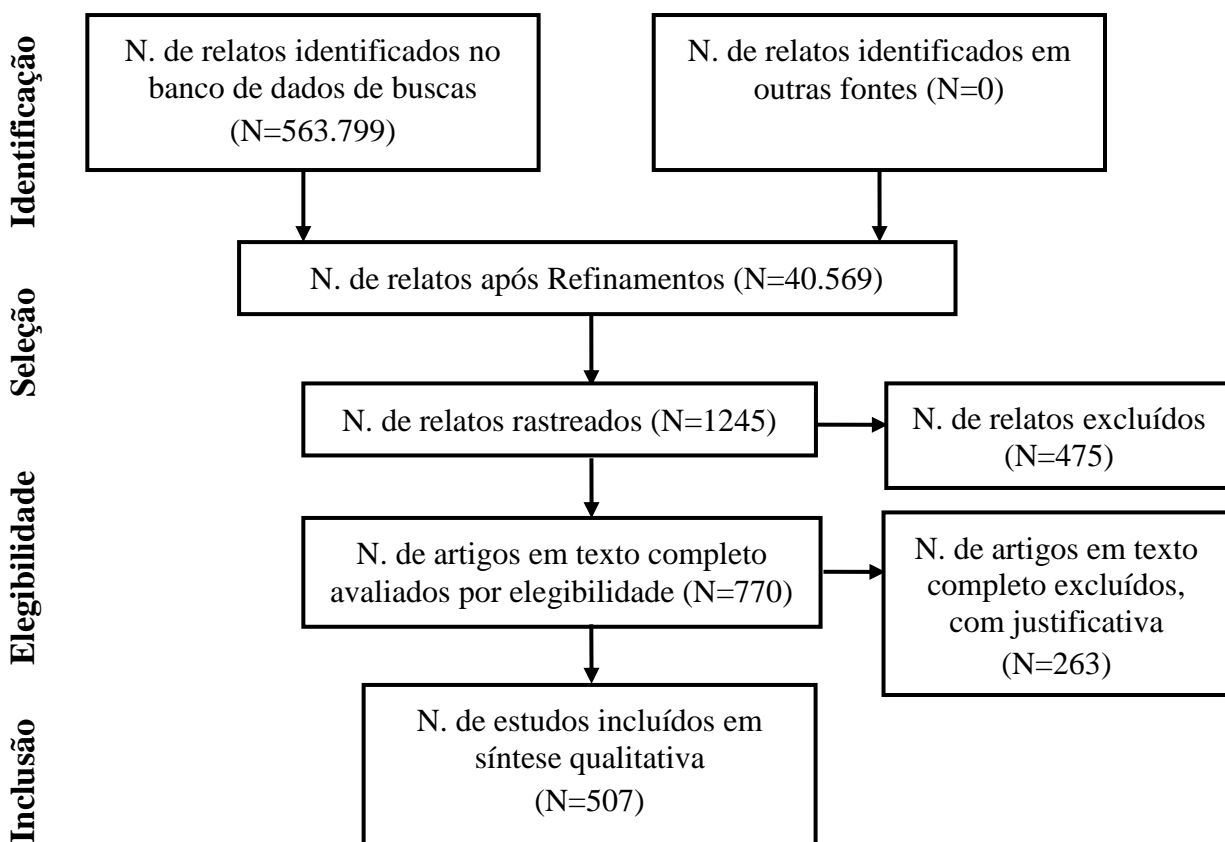 Identificação
N. de relatos identificados no
banco de dados de buscas
(N=563.799)
N. de relatos identificados em
outras fontes (N=0)
N. de relatos após Refinamentos (N=40.569)
Seleção
N. de relatos rastreados (N=1245)
N. de relatos excluídos
(N=475)
Elegibilidade
N. de artigos em texto completo
avaliados por elegibilidade (N=770)
N. de artigos em texto
completo excluídos,
com justificativa
(N=263)
Inclusão
N. de estudos incluídos em
síntese qualitativa
(N=507)